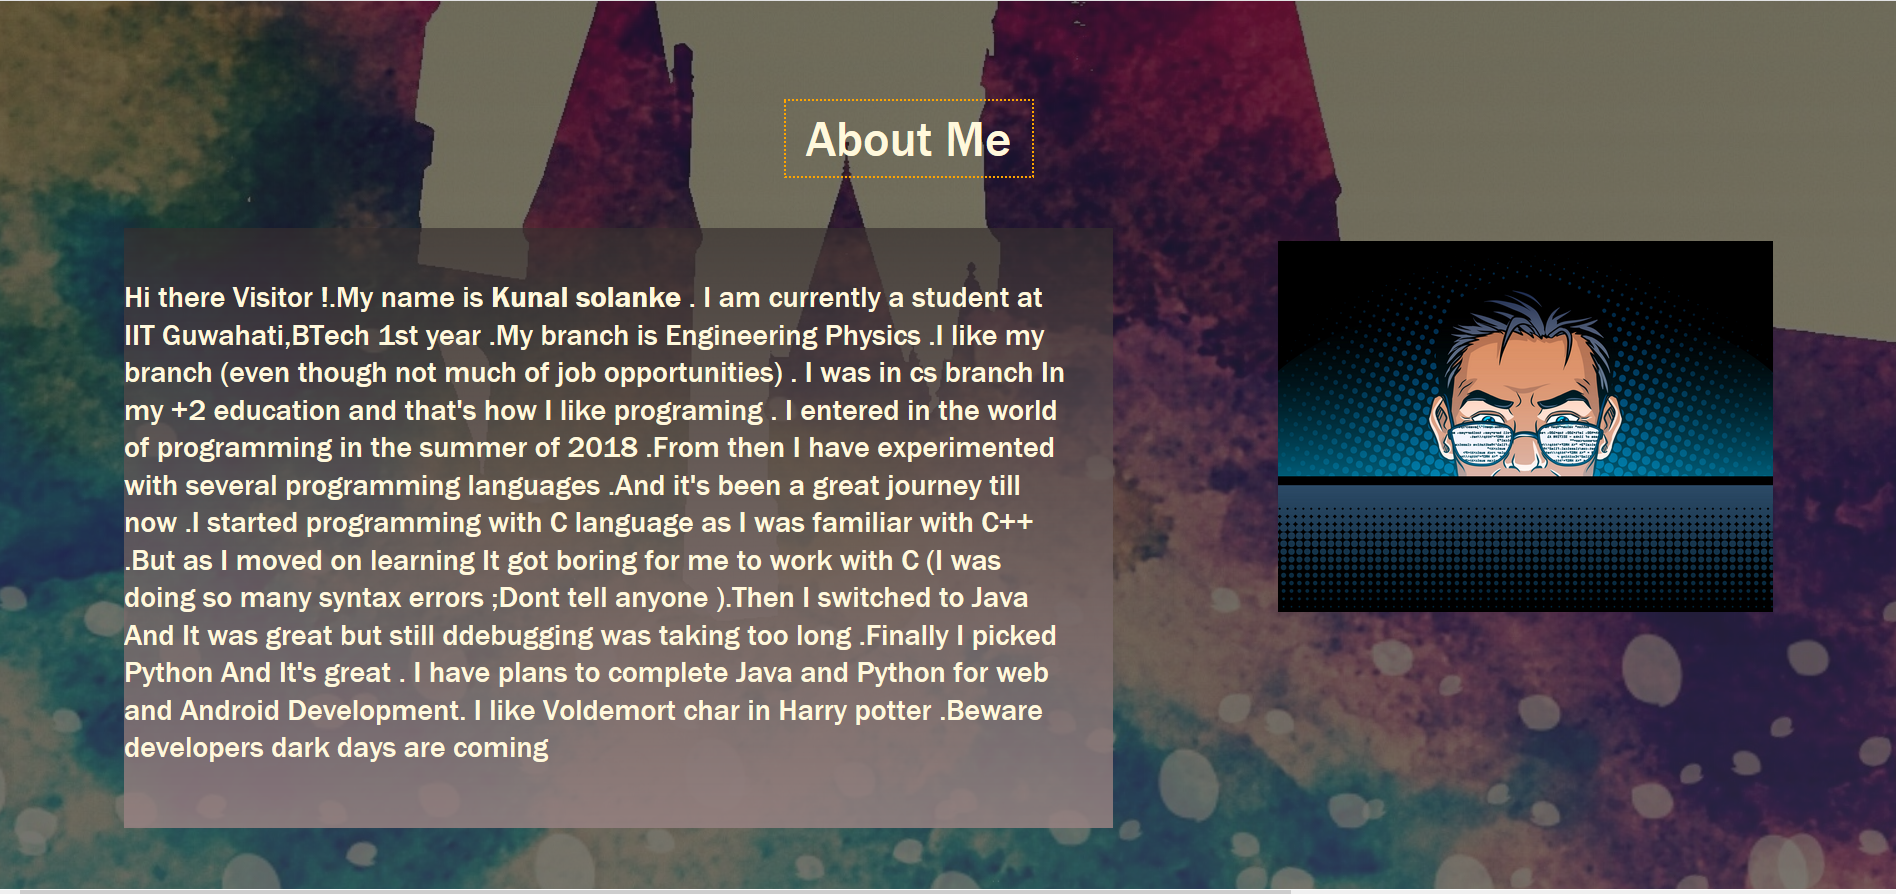 About Me
Hi there Visitor !.My name is Kunal solanke . I am currently a student at
IIT Guwahati,BTech 1st year .My branch is Engineering Physics .I like my
branch (even though not much of job opportunities) . I was in cs branch In
my +2 education and that's how I like programing . I entered in the world
of programming in the summer of 2018 .From then I have experimented
with several programming languages .And it's been a great journey till
now .I started programming with C language as I was familiar with C++
.But as I moved on learning It got boring for me to work with C (I was
doing so many syntax errors ;Dont tell anyone ).Then I switched to Java
And It was great but still ddebugging was taking too long .Finally I picked
Python And It's great . I have plans to complete Java and Python for web
and Android Development. I like Voldemort char in Harry potter .Beware
developers dark days are coming